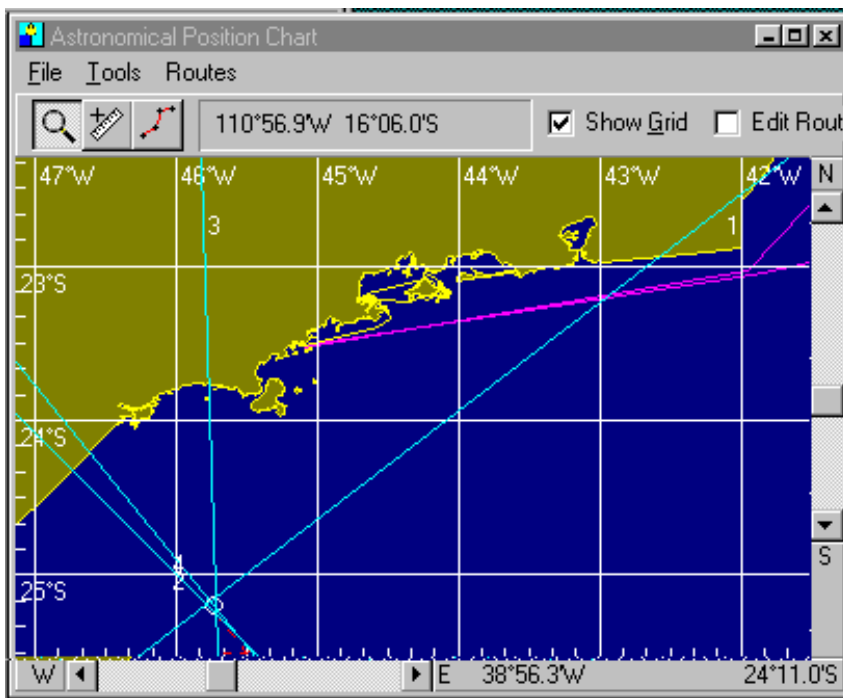 Astronomical Position Chart
File Tools Routes
110°56.9'W 16°06.0'S Show Grid Edit Rout
47°W 46°W 45°W 44°W 43°W 42°W N
3 1
23°S
24°S
4
2
25°S
S
W E 38°56.3'W 24°11.0'S